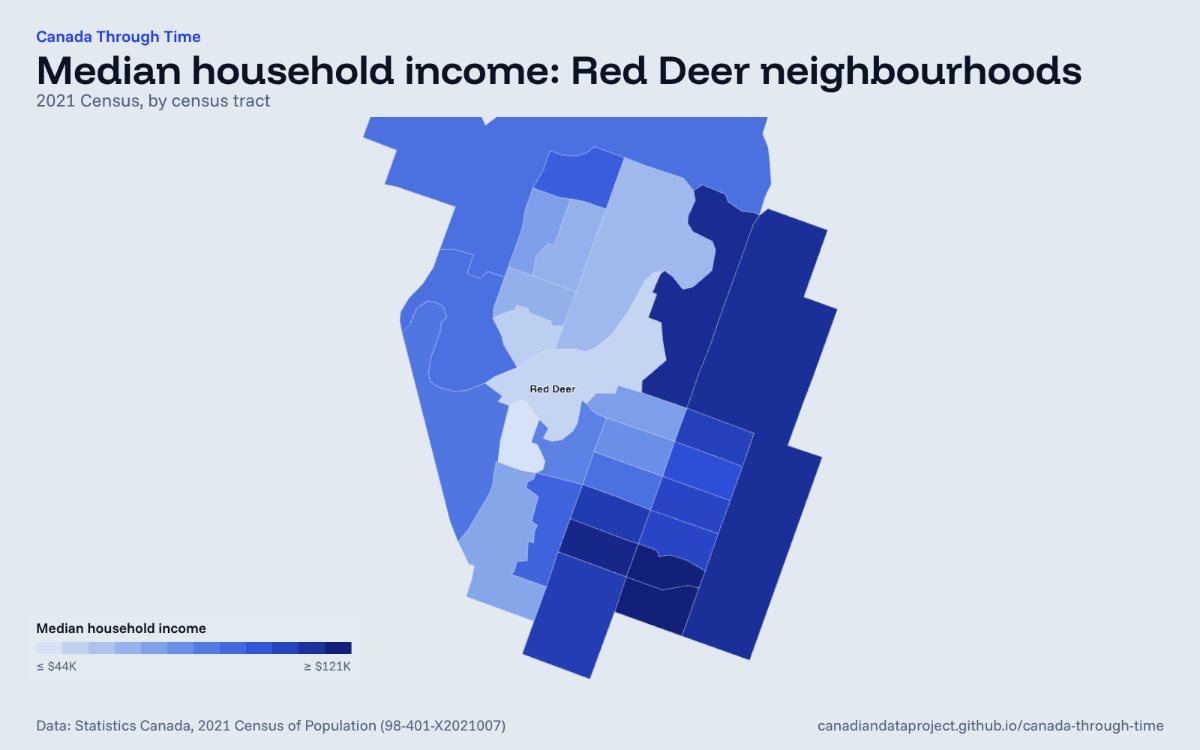 Canada Through Time
Median household income: Red Deer neighbourhoods
2021 Census, by census tract
Red Deer
Median household income
≤ $44K
≥ $121K
Data: Statistics Canada, 2021 Census of Population (98-401-X2021007)
canadiandataproject.github.io/canada-through-time